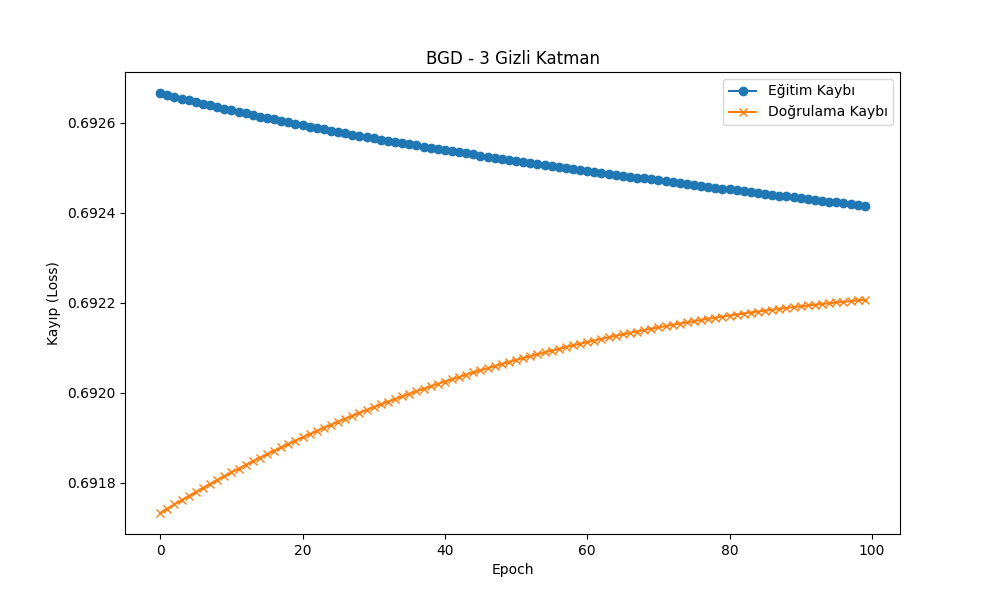 BGD - 3 Gizli Katman
Eğitim Kaybı
Doğrulama Kaybı
Kayıp (Loss)
0.6926
0.6924
0.6922
0.6920
0.6918
0
20
40
60
80
100
Epoch